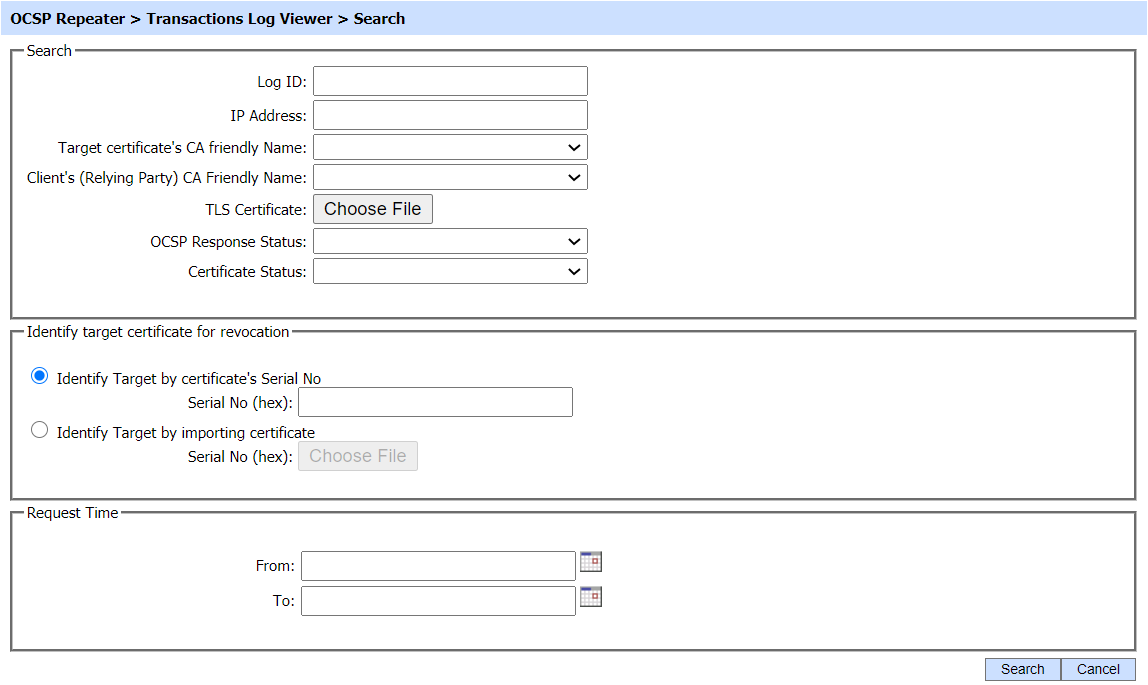 OCSP Repeater > Transactions Log Viewer > Search
Search
Log ID:
IP Address:
Target certificate's CA friendly Name:
Client's (Relying Party) CA Friendly Name:
TLS Certificate: Choose File
OCSP Response Status:
Certificate Status:
Identify target certificate for revocation
Identify Target by certificate's Serial No
Serial No (hex):
Identify Target by importing certificate
Serial No (hex): Choose File
Request Time
From:
To:
Search Cancel